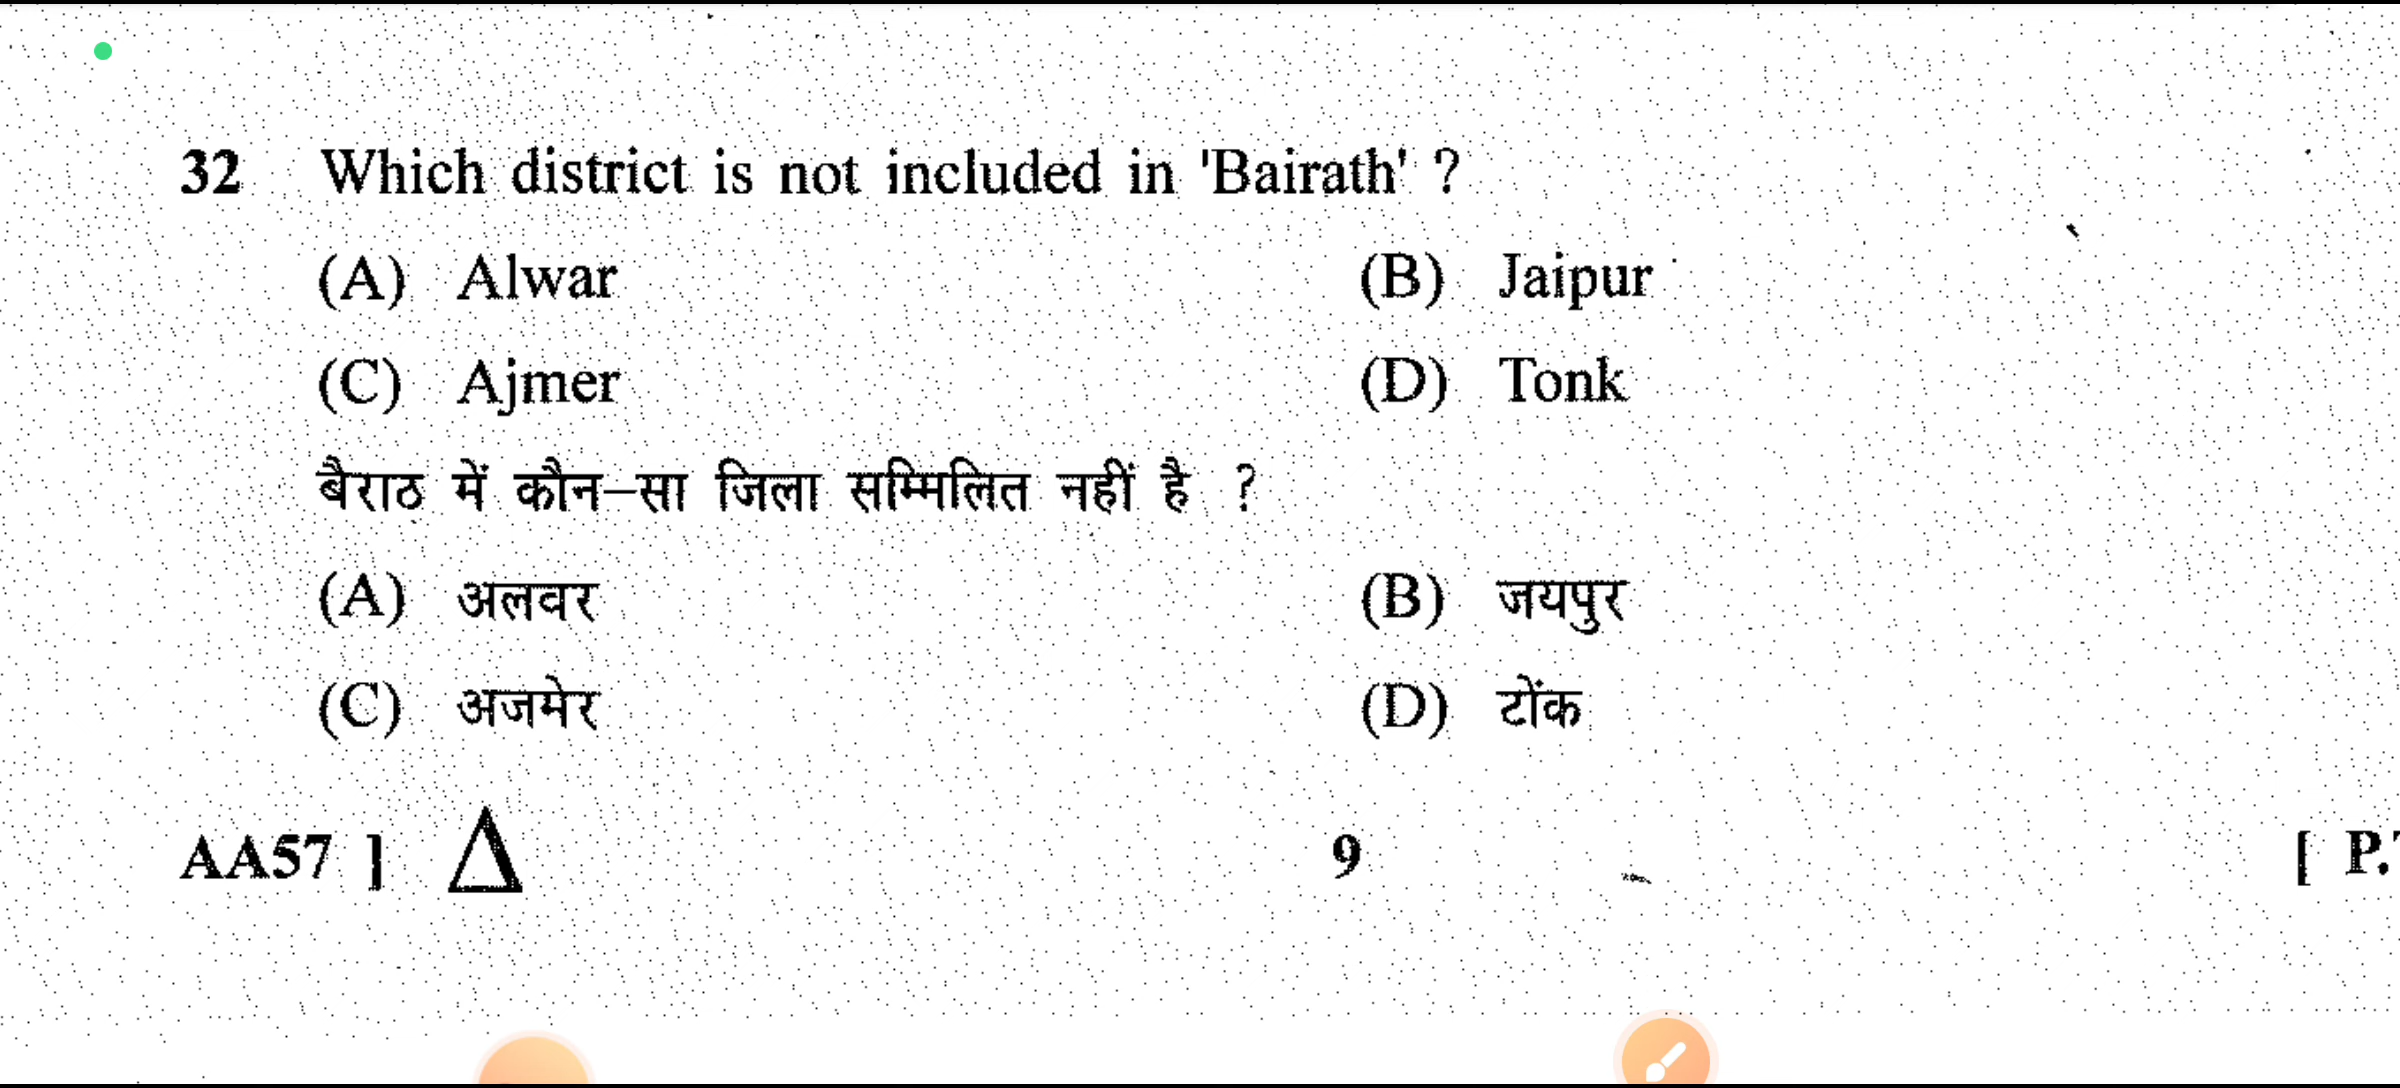 32 Which district is not included in 'Bairath' ?
(A) Alwar (B) Jaipur
(C) Ajmer (D) Tonk
बैराठ में कौन–सा जिला सम्मिलित नहीं है ?
(A) अलवर (B) जयपुर
(C) अजमेर (D) टोंक
AA57 ] Δ 9 [ P.